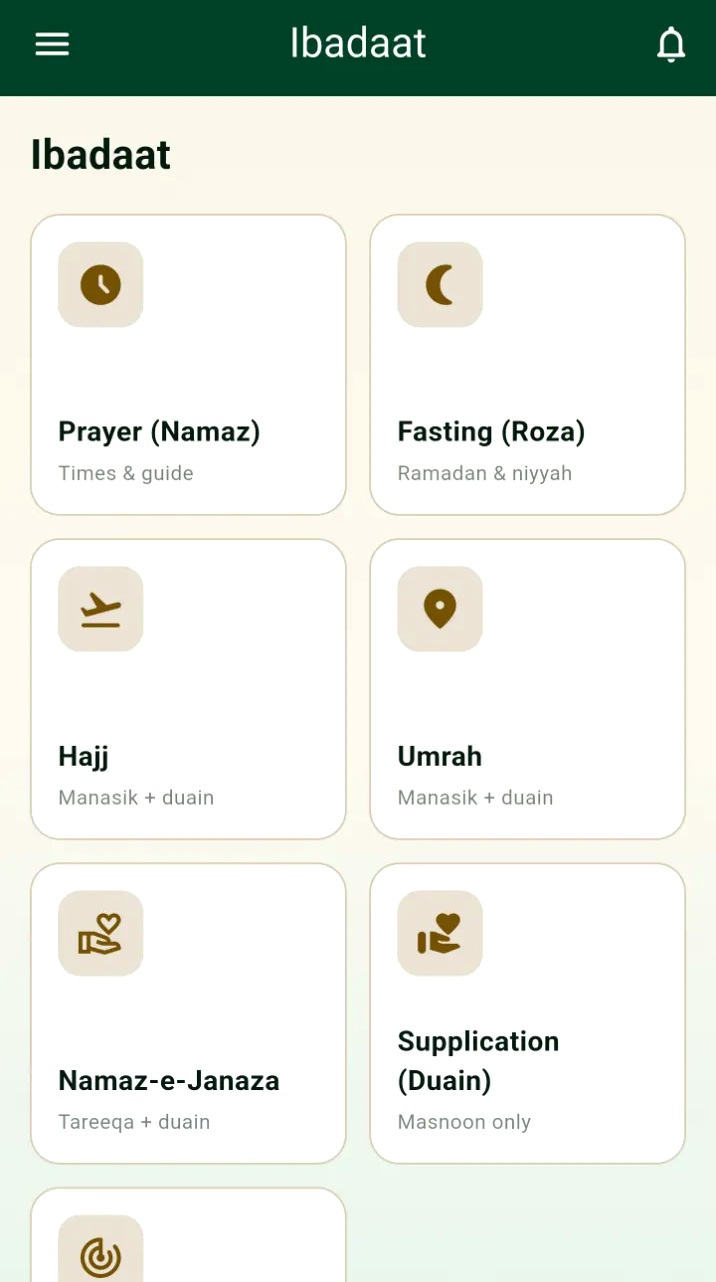 Ibadaat
Ibadaat
Prayer (Namaz)
Times & guide
Fasting (Roza)
Ramadan & niyyah
Hajj
Manasik + duain
Umrah
Manasik + duain
Namaz-e-Janaza
Tareeqa + duain
Supplication
(Duain)
Masnoon only